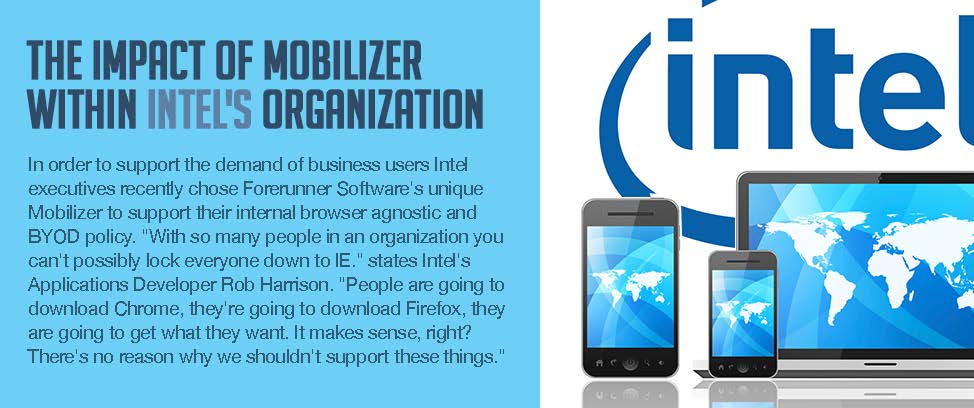 THE IMPACT OF MOBILIZER
WITHIN INTEL'S ORGANIZATION
In order to support the demand of business users Intel
executives recently chose Forerunner Software's unique
Mobilizer to support their internal browser agnostic and
BYOD policy. "With so many people in an organization you
can't possibly lock everyone down to IE." states Intel's
Applications Developer Rob Harrison. "People are going to
download Chrome, they're going to download Firefox, they
are going to get what they want. It makes sense, right?
There's no reason why we shouldn't support these things."
intel